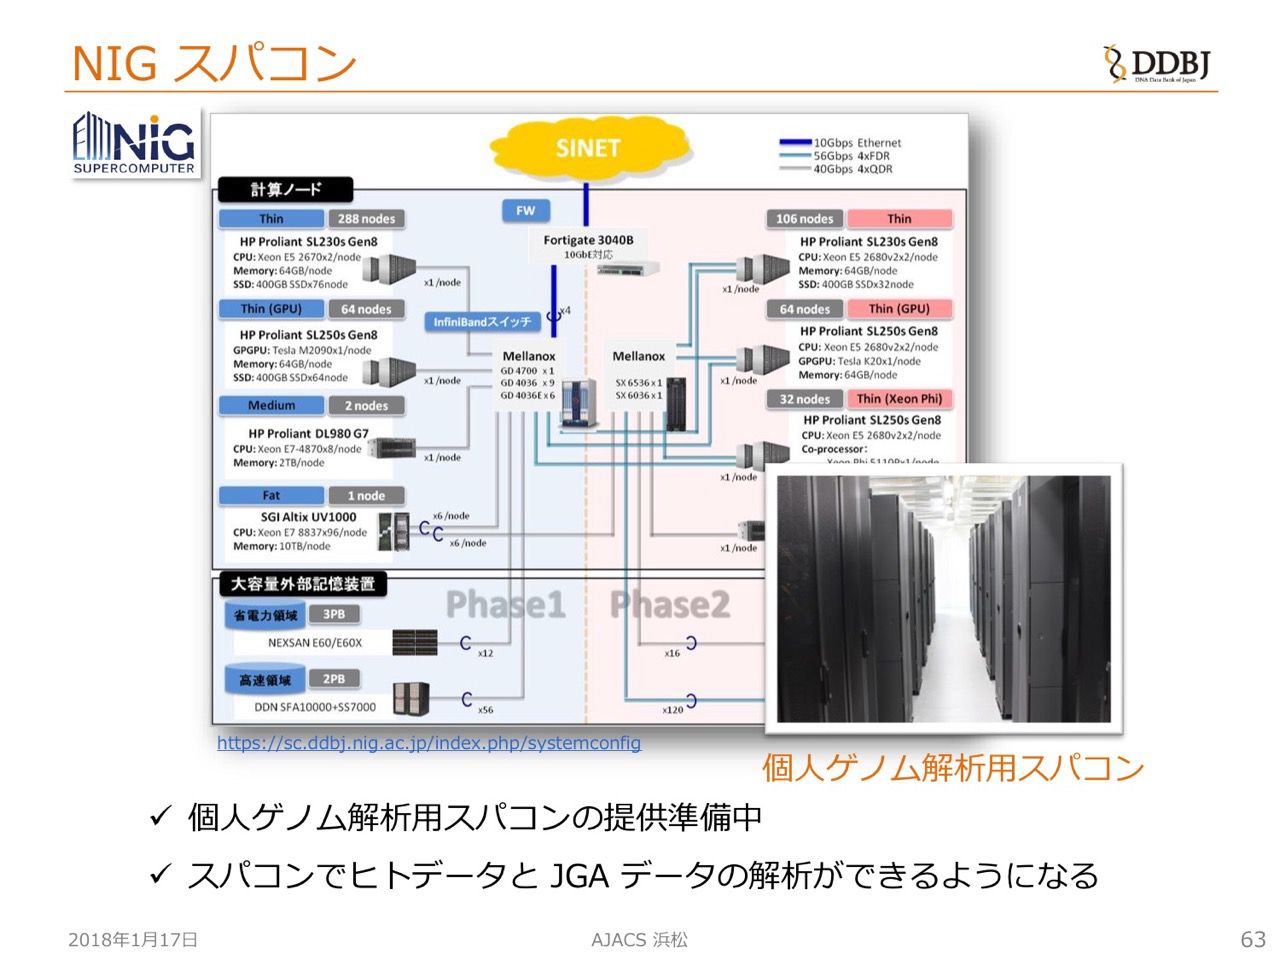 NIG スパコン
DDBJ
DNA Data Bank of Japan
NIG
SUPERCOMPUTER
SINET
10Gbps Ethernet
56Gbps 4xFDR
40Gbps 4xQDR
計算ノード
Thin
288 nodes
HP Proliant SL230s Gen8
CPU: Xeon E5 2670x2/node
Memory: 64GB/node
SSD: 400GB SSDx76node
x1/node
Thin (GPU)
64 nodes
HP Proliant SL250s Gen8
GPGPU: Tesla M2090x1/node
Memory: 64GB/node
SSD: 400GB SSDx64node
x1/node
Medium
2 nodes
HP Proliant DL980 G7
CPU: Xeon E7-4870x8/node
Memory: 2TB/node
x1/node
Fat
1 node
SGI Altix UV1000
CPU: Xeon E7 8837x96/node
Memory: 10TB/node
x6/node
x6/node
FW
Fortigate 3040B
10GbE対応
x4
InfiniBandスイッチ
Mellanox
GD 4700 x 1
GD 4036 x 9
GD 4036E x 6
Mellanox
SX 6536 x 1
SX 6036 x 1
106 nodes
Thin
HP Proliant SL230s Gen8
CPU: Xeon E5 2680v2x2/node
Memory: 64GB/node
SSD: 400GB SSDx32node
x1/node
64 nodes
Thin (GPU)
HP Proliant SL250s Gen8
CPU: Xeon E5 2680v2x2/node
GPGPU: Tesla K20x1/node
Memory: 64GB/node
x1/node
32 nodes
Thin (Xeon Phi)
HP Proliant SL250s Gen8
CPU: Xeon E5 2680v2x2/node
Co-processor:
Xeon Phi 5110Px1/node
x1/node
x1/node
大容量外部記憶装置
省電力領域
3PB
NEXSAN E60/E60X
x12
高速領域
2PB
DDN SFA10000+SS7000
x56
Phase1
Phase2
x16
x120
https://sc.ddbj.nig.ac.jp/index.php/systemconfig
個人ゲノム解析用スパコン
✓ 個人ゲノム解析用スパコンの提供準備中
✓ スパコンでヒトデータと JGA データの解析ができるようになる
2018年1月17日
AJACS 浜松
63